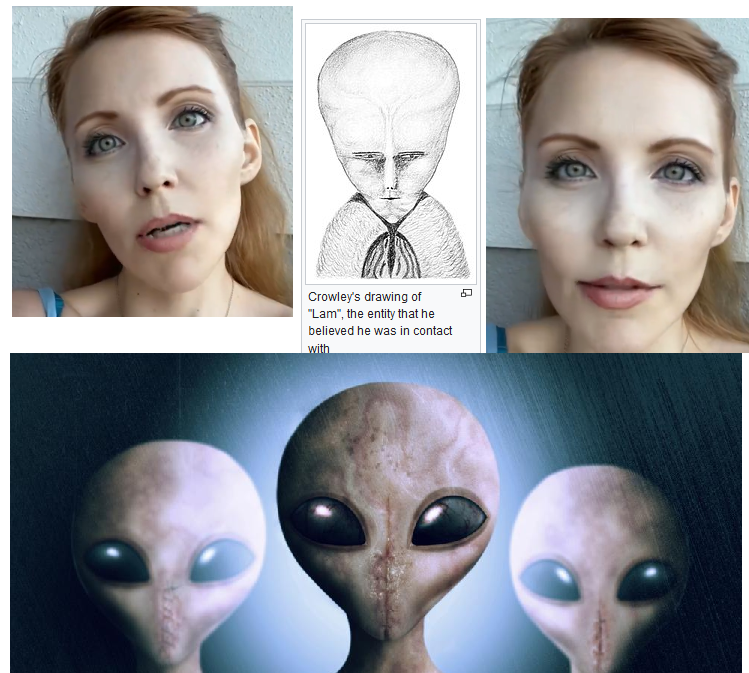 Crowley's drawing of
"Lam", the entity that he
believed he was in contact
with